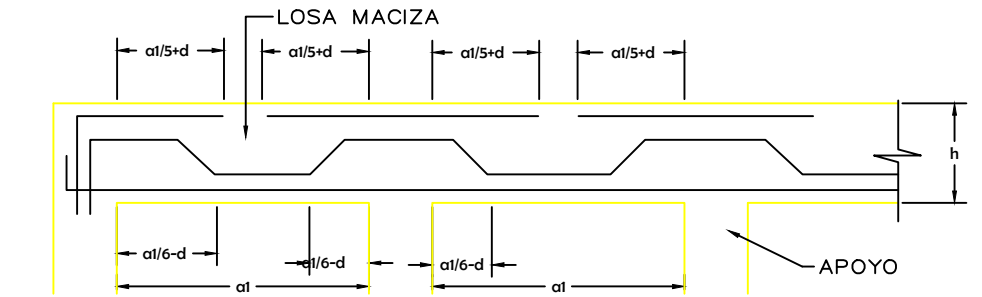 LOSA MACIZA
a1/5+d a1/5+d a1/5+d a1/5+d
h
a1/6-d a1/6-d a1/6-d
APOYO
a1 a1